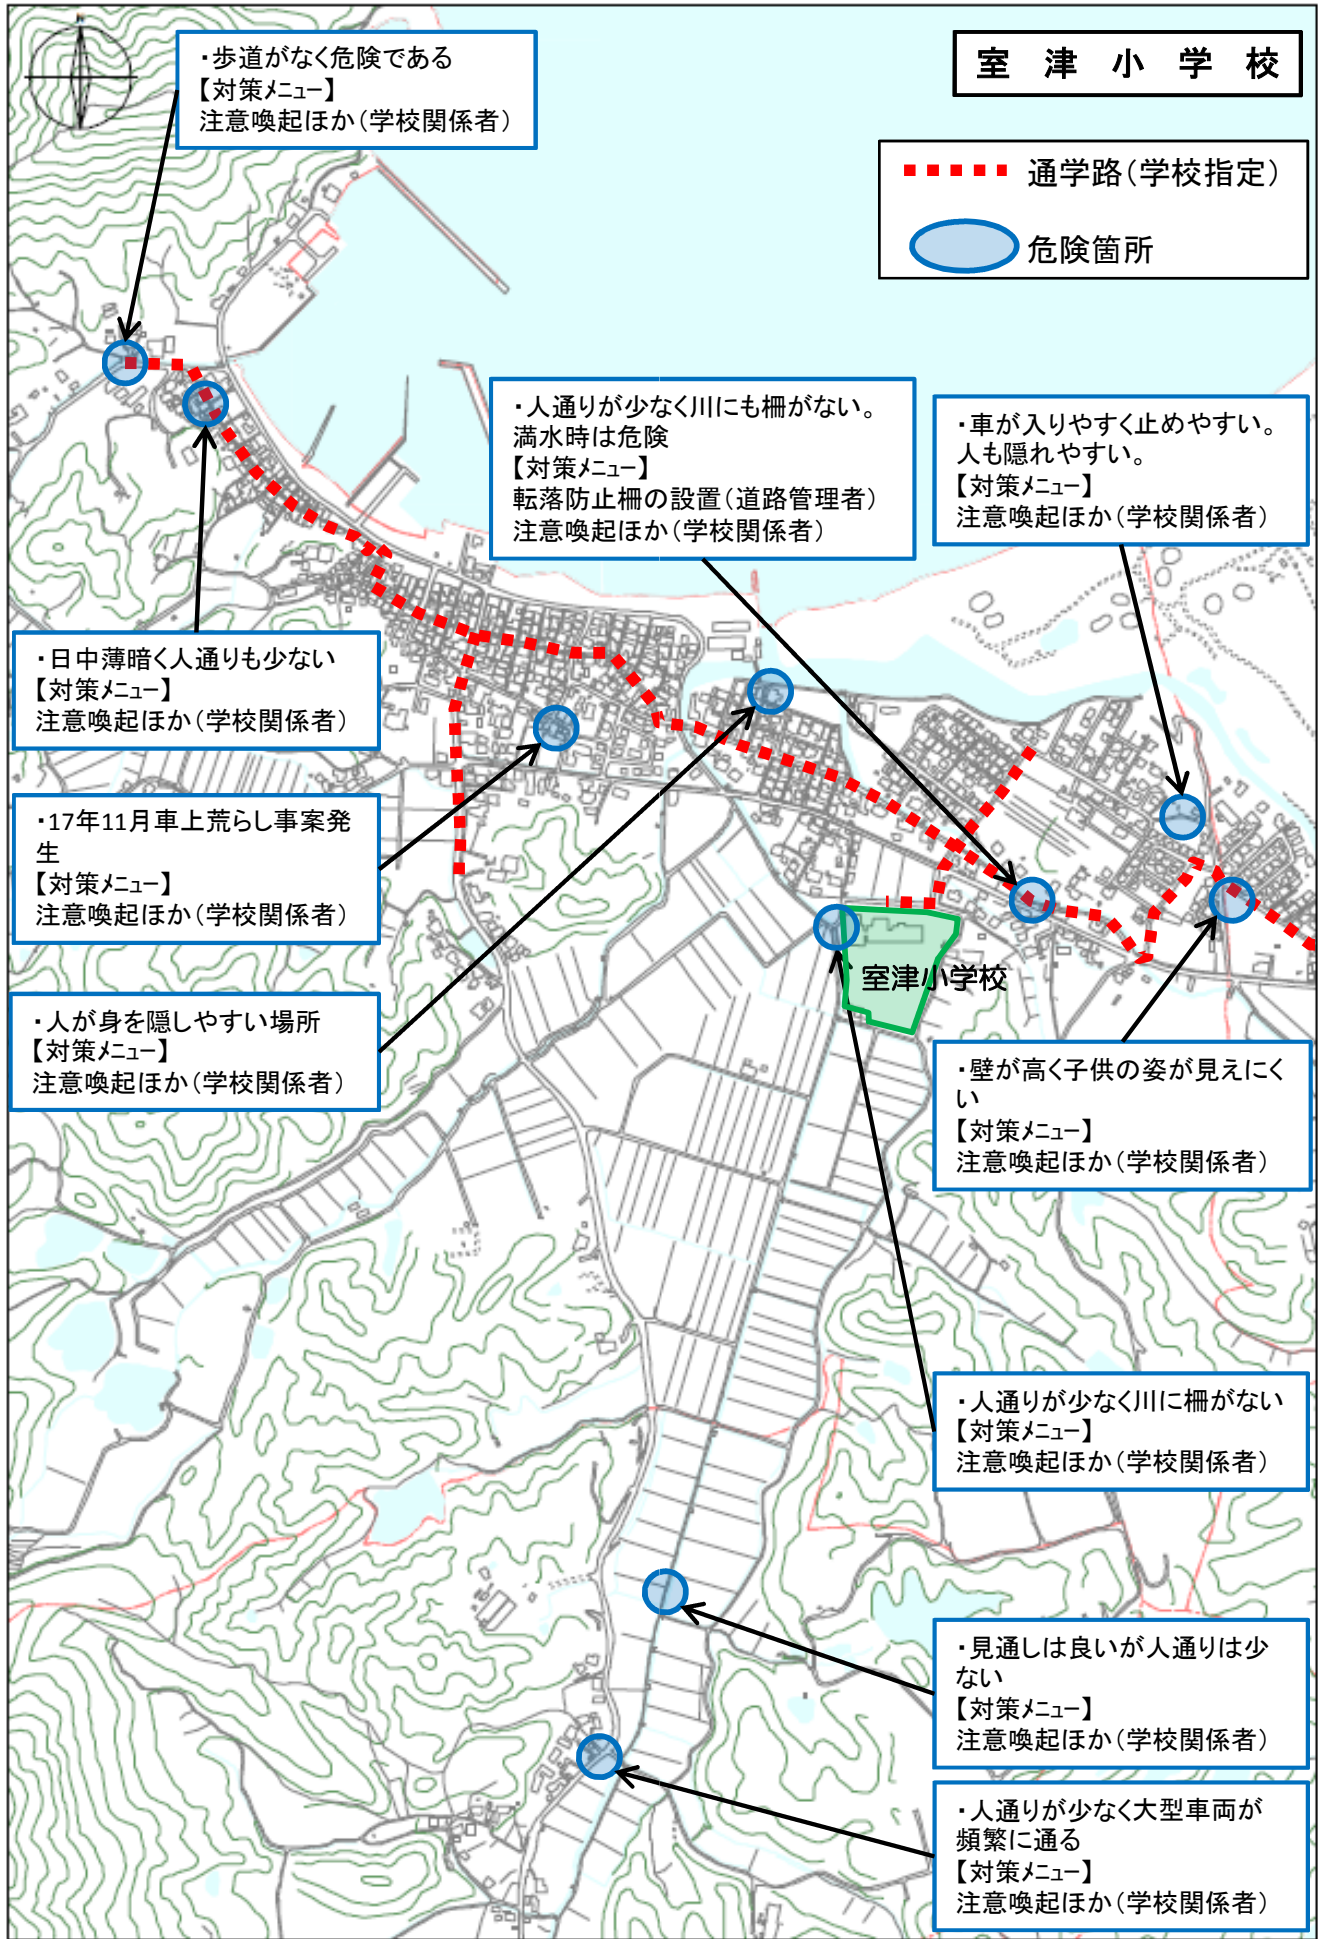 室津小学校
通学路（学校指定）
危険箇所
・歩道がなく危険である
【対策メニュー】
注意喚起ほか（学校関係者）
・人通りが少なく川にも柵がない。
満水時は危険
【対策メニュー】
転落防止柵の設置（道路管理者）
注意喚起ほか（学校関係者）
・車が入りやすく止めやすい。
人も隠れやすい。
【対策メニュー】
注意喚起ほか（学校関係者）
・日中薄暗く人通りも少ない
【対策メニュー】
注意喚起ほか（学校関係者）
・17年11月車上荒らし事案発
生
【対策メニュー】
注意喚起ほか（学校関係者）
・人が身を隠しやすい場所
【対策メニュー】
注意喚起ほか（学校関係者）
室津小学校
・壁が高く子供の姿が見えにく
い
【対策メニュー】
注意喚起ほか（学校関係者）
・人通りが少なく川に柵がない
【対策メニュー】
注意喚起ほか（学校関係者）
・見通しは良いが人通りは少
ない
【対策メニュー】
注意喚起ほか（学校関係者）
・人通りが少なく大型車両が
頻繁に通る
【対策メニュー】
注意喚起ほか（学校関係者）